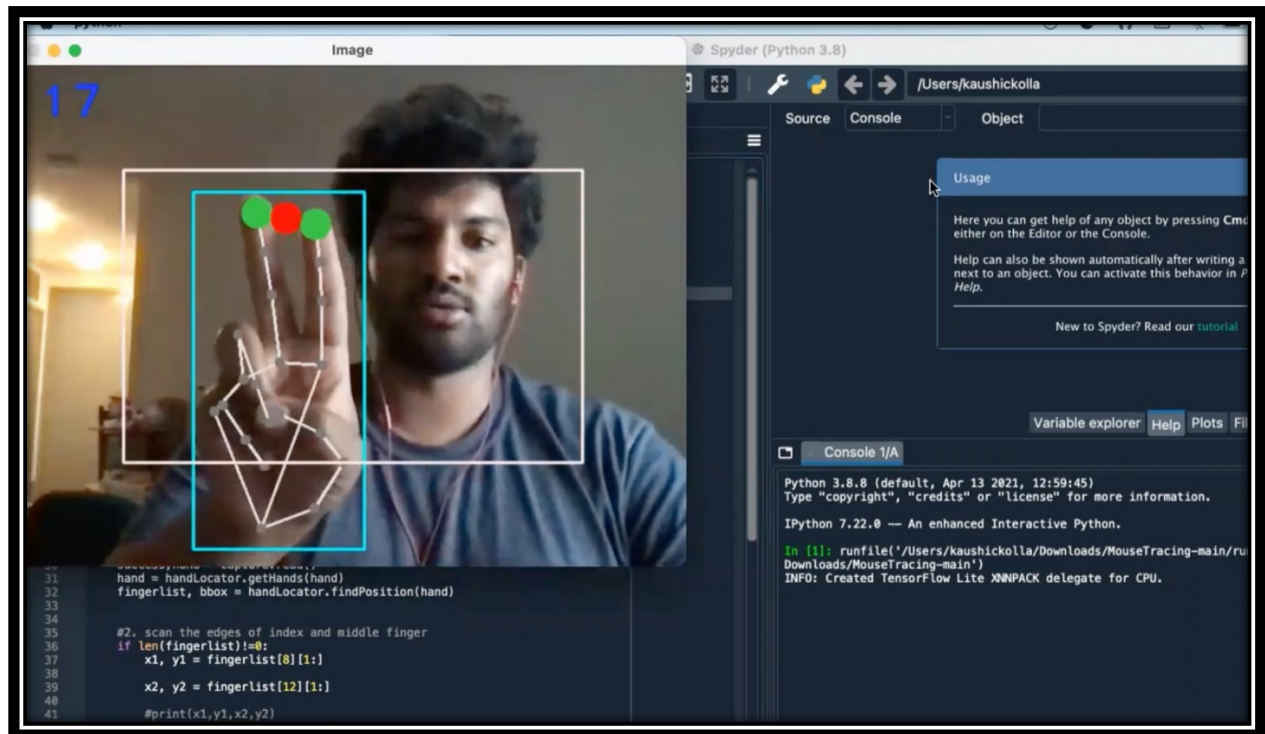 python
Image
Spyder (Python 3.8)
17
/Users/kaushickolla
Source Console Object
Usage
Here you can get help of any object by pressing
either on the Editor or the Console.
Help can also be shown automatically after writing a
next to an object. You can activate this behavior in
Help.
New to Spyder? Read our tutorial
Variable explorer Help Plots
Console 1/A
Python 3.8.8 (default, Apr 13 2021, 12:59:45)
Type "copyright", "credits" or "license" for more information.
IPython 7.22.0 -- An enhanced Interactive Python.
In [1]: runfile('/Users/kaushickolla/Downloads/MouseTracing-main/
Downloads/MouseTracing-main')
INFO: Created TensorFlow Lite XNNPACK delegate for CPU.
31 hand = handLocator.getHands(hand)
32 fingerlist, bbox = handLocator.findPosition(hand)
33
34
35 #2. scan the edges of index and middle finger
36 if len(fingerlist)!=0:
37 x1, y1 = fingerlist[8][1:]
38
39 x2, y2 = fingerlist[12][1:]
40
41 #print(x1,y1,x2,y2)